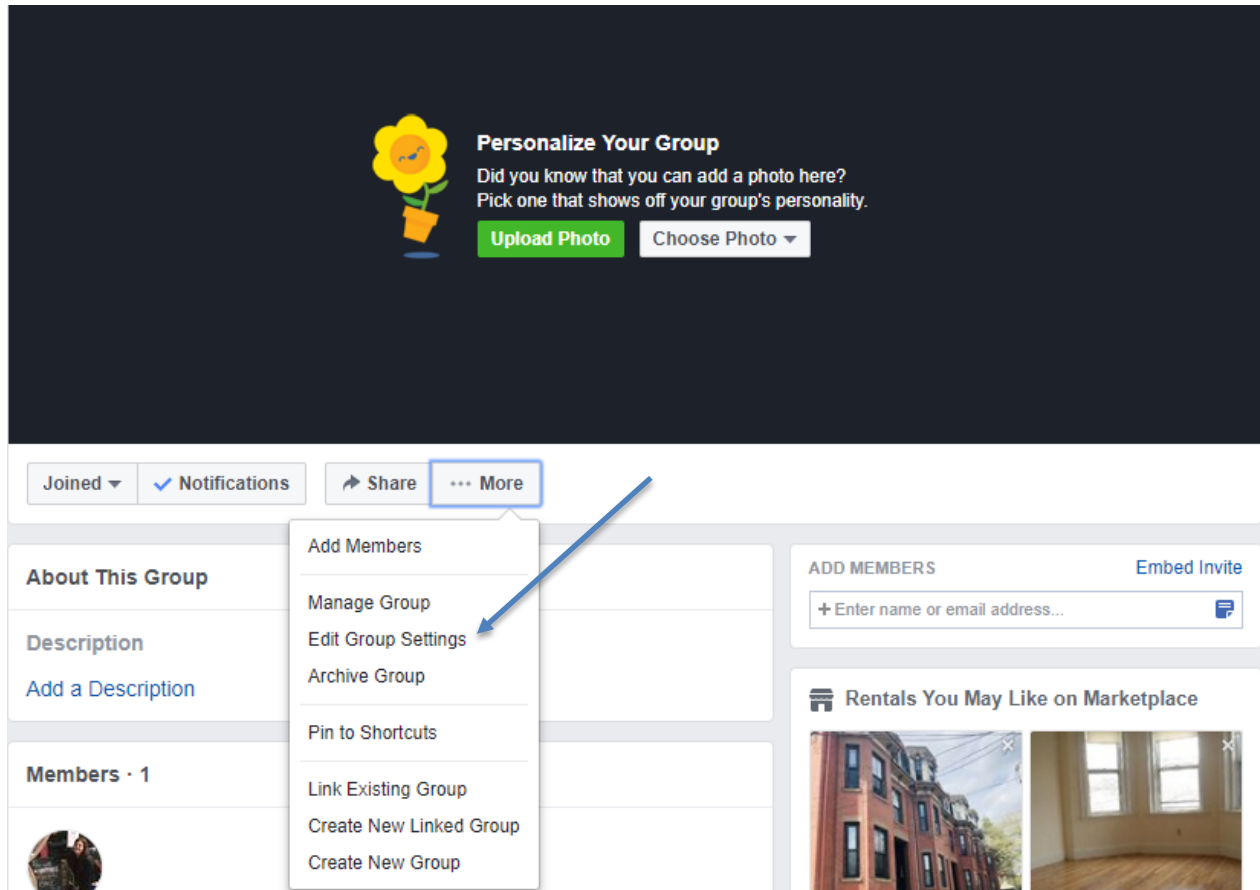 Personalize Your Group
Did you know that you can add a photo here?
Pick one that shows off your group's personality.
Upload Photo
Choose Photo
Joined
Notifications
Share
··· More
Add Members
Manage Group
Edit Group Settings
Archive Group
Pin to Shortcuts
Link Existing Group
Create New Linked Group
Create New Group
About This Group
Description
Add a Description
Members · 1
ADD MEMBERS
Embed Invite
+ Enter name or email address...
Rentals You May Like on Marketplace